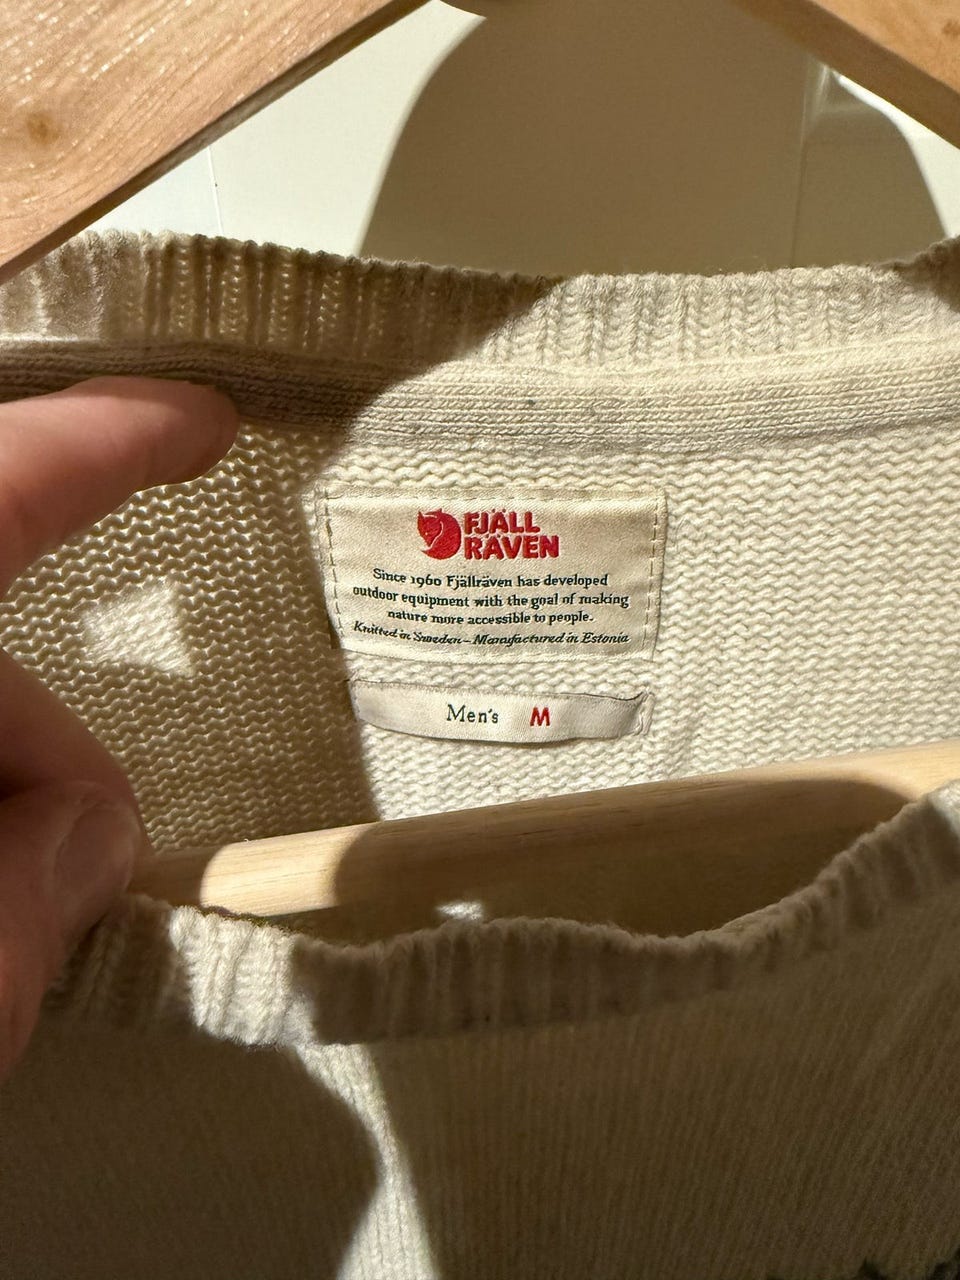 FJÄLL
RÄVEN
Since 1960 Fjällräven has developed
outdoor equipment with the goal of making
nature more accessible to people.
Knitted in Sweden – Manufactured in Estonia
Men's M